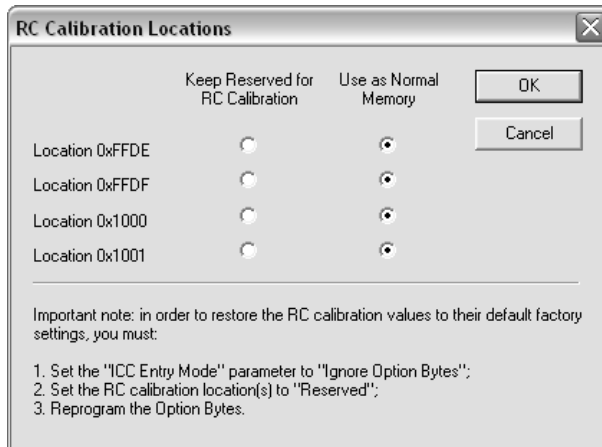 RC Calibration Locations
Keep Reserved for
RC Calibration
Use as Normal
Memory
OK
Cancel
Location 0xFFDE
Location 0xFFDF
Location 0x1000
Location 0x1001
Important note: in order to restore the RC calibration values to their default factory
settings, you must:
1. Set the "ICC Entry Mode" parameter to "Ignore Option Bytes";
2. Set the RC calibration location(s) to "Reserved";
3. Reprogram the Option Bytes.